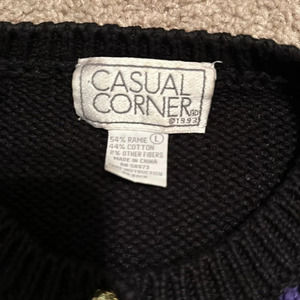 CASUAL
CORNER
©1993
L
54% RAMIE
44% COTTON
2% OTHER FIBERS
MADE IN CHINA